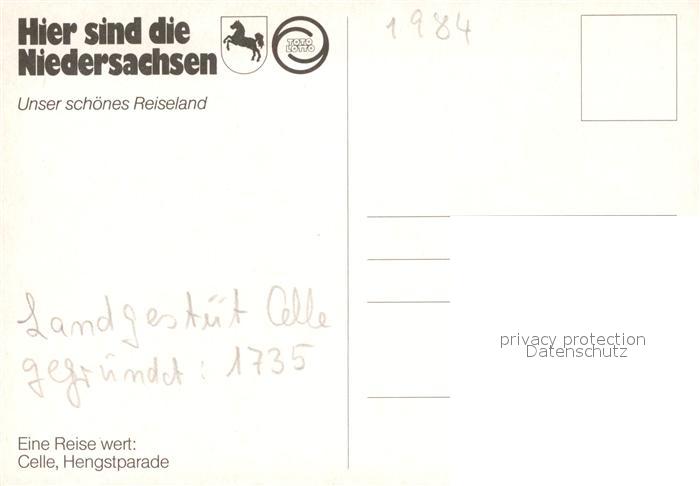 Hier sind die
Niedersachsen
TOTO
LOTTO
Unser schönes Reiseland
1984
Landgestüt Celle
gegründet: 1735
privacy protection
Datenschutz
Eine Reise wert:
Celle, Hengstparade